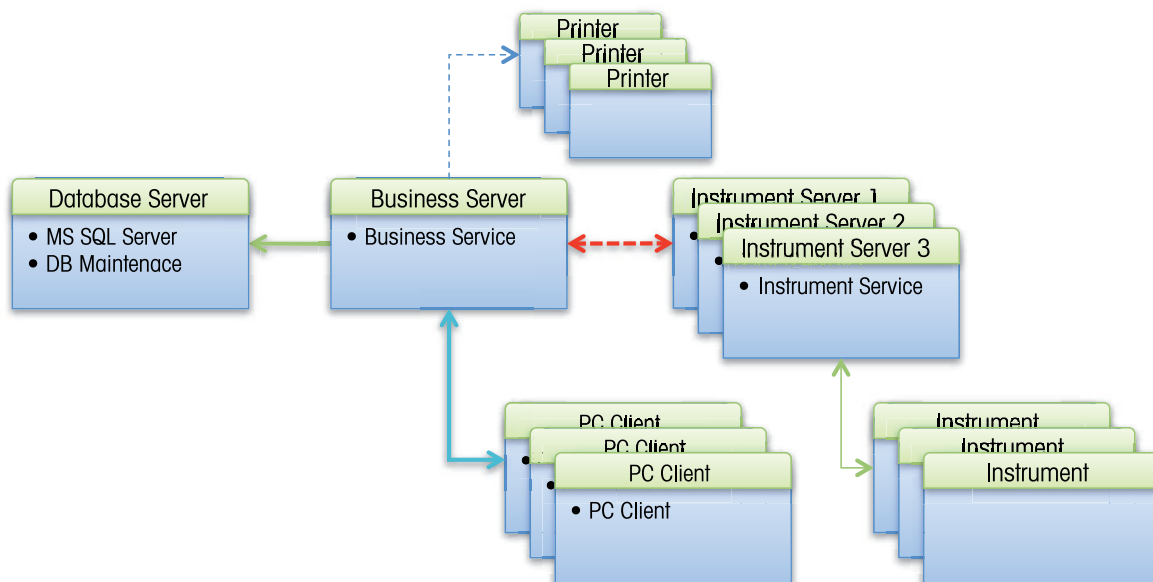 Printer
Printer
Printer
Database Server
• MS SQL Server
• DB Maintenace
Business Server
• Business Service
Instrument Server 1
Instrument Server 2
Instrument Server 3
• Instrument Service
PC Client
PC Client
PC Client
• PC Client
Instrument
Instrument
Instrument